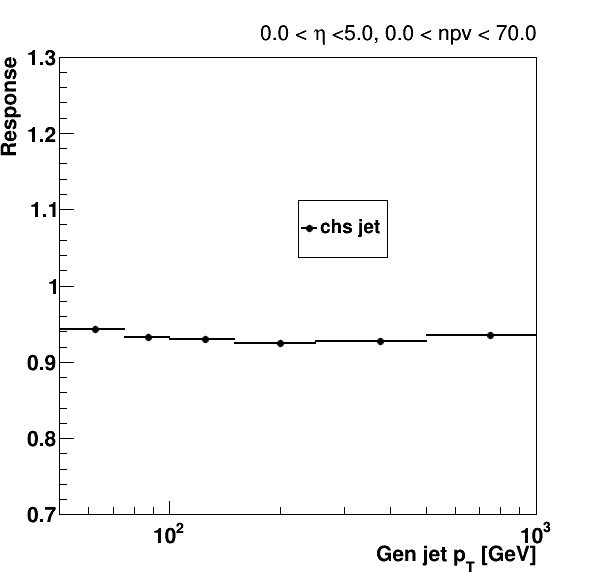 0.0 < η <5.0, 0.0 < npv < 70.0
Response
1.3
1.2
1.1
1
0.9
0.8
0.7
chs jet
10²
10³
Gen jet p_T [GeV]